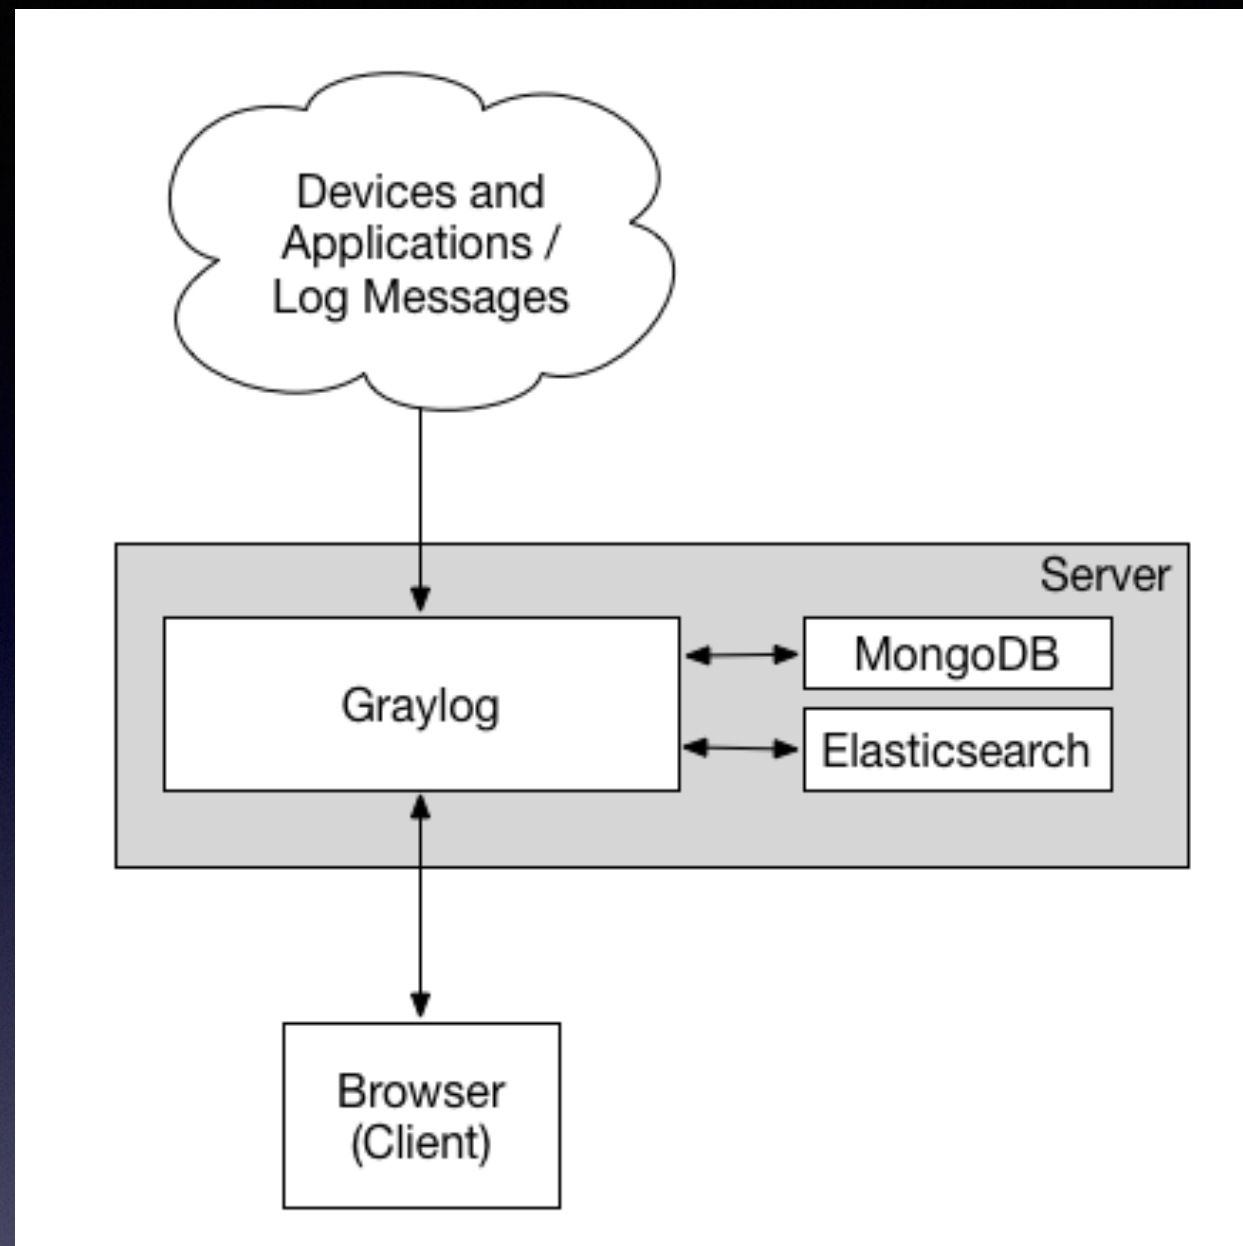 Devices and
Applications /
Log Messages
Server
MongoDB
Graylog
Elasticsearch
Browser
(Client)